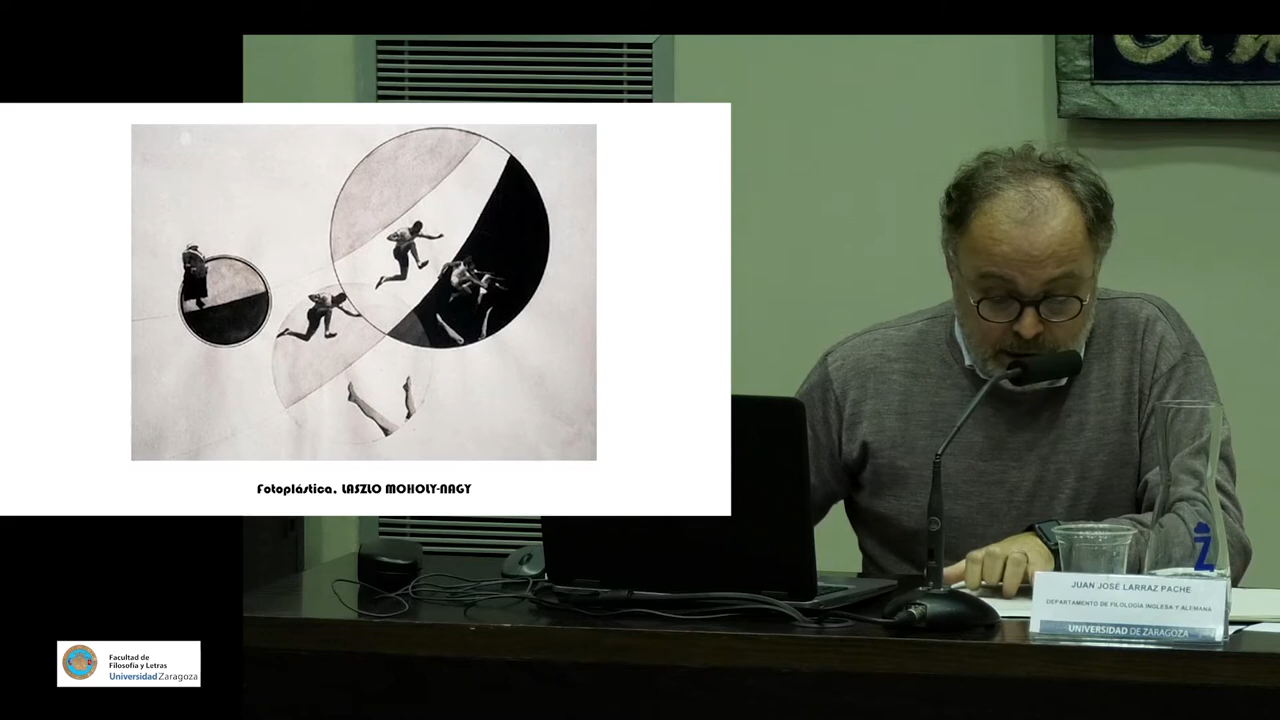 Fotoplástica, LASZLO MOHOLY-NAGY
JUAN JOSÉ LARRAZ PACHE
DEPARTAMENTO DE FILOLOGÍA INGLESA Y ALEMANA
UNIVERSIDAD DE ZARAGOZA
Z
Facultad de
Filosofía y Letras
Universidad Zaragoza